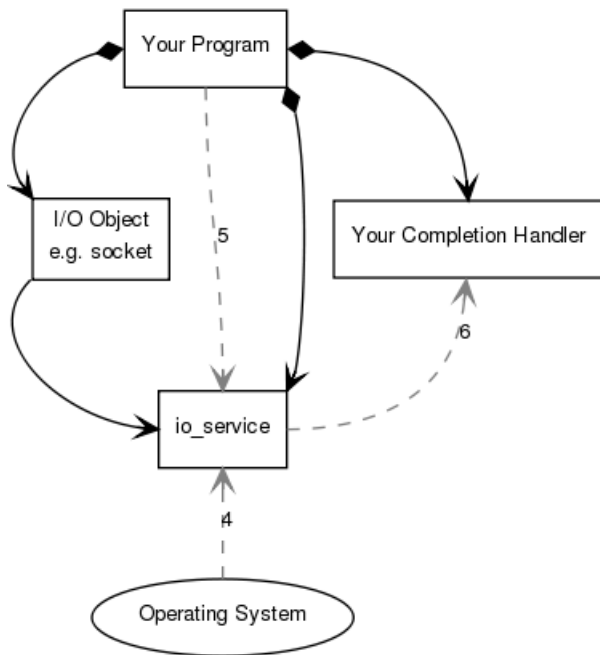 Your Program
I/O Object
e.g. socket
5
Your Completion Handler
6
io_service
4
Operating System